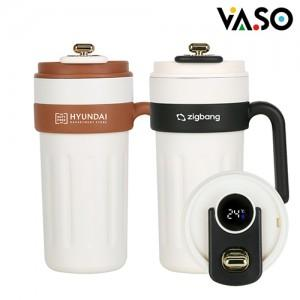 VASO
HYUNDAI
DEPARTMENT STORE
zigbang
24℃